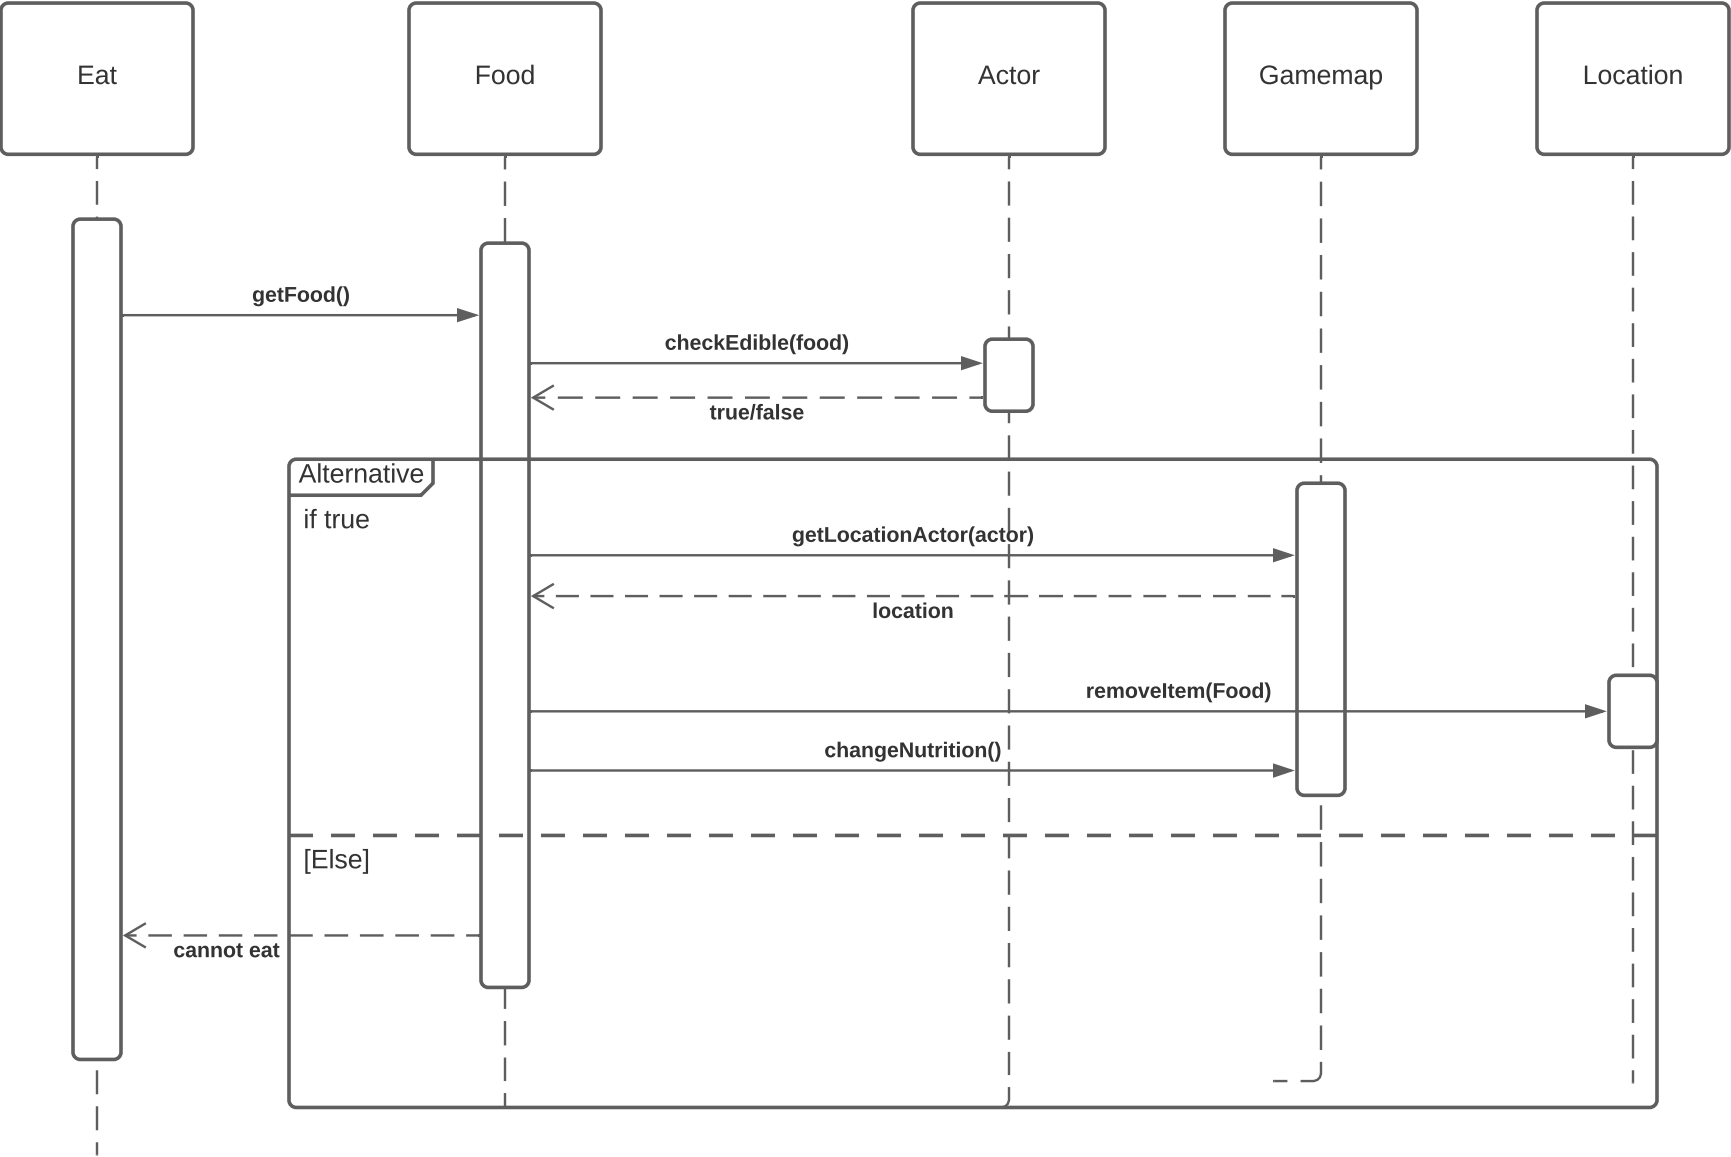 Eat
Food
Actor
Gamemap
Location
getFood()
checkEdible(food)
true/false
Alternative
if true
getLocationActor(actor)
location
removeItem(Food)
changeNutrition()
[Else]
cannot eat